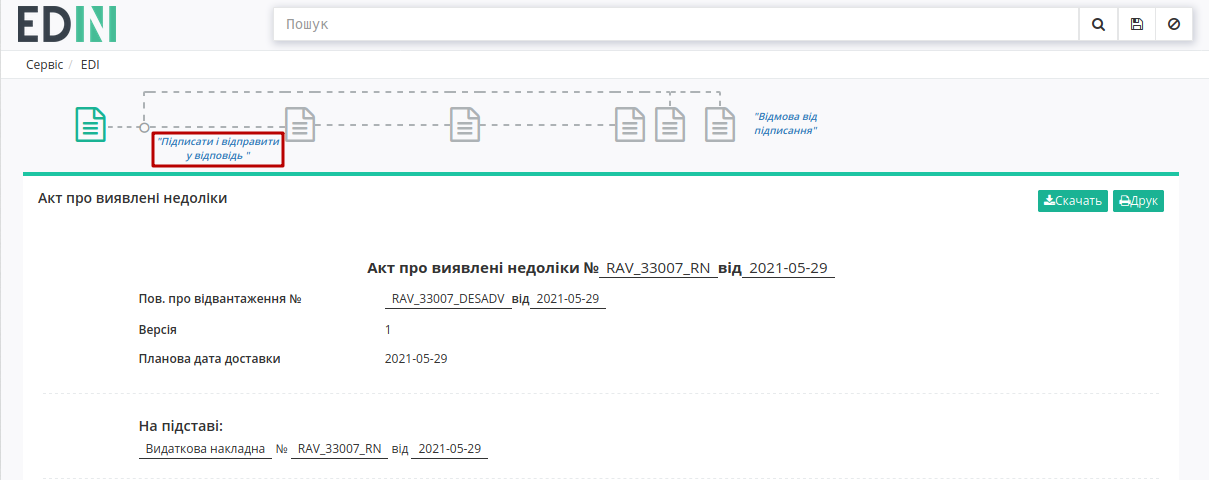 EDIN
Пошук
Сервіс / EDI
"Підписати і відправити
у відповідь "
"Відмова від
підписання"
Акт про виявлені недоліки
Скачать Друк
Акт про виявлені недоліки № RAV_33007_RN від 2021-05-29
Пов. про відвантаження № RAV_33007_DESADV від 2021-05-29
Версія 1
Планова дата доставки 2021-05-29
На підставі:
Видаткова накладна № RAV_33007_RN від 2021-05-29